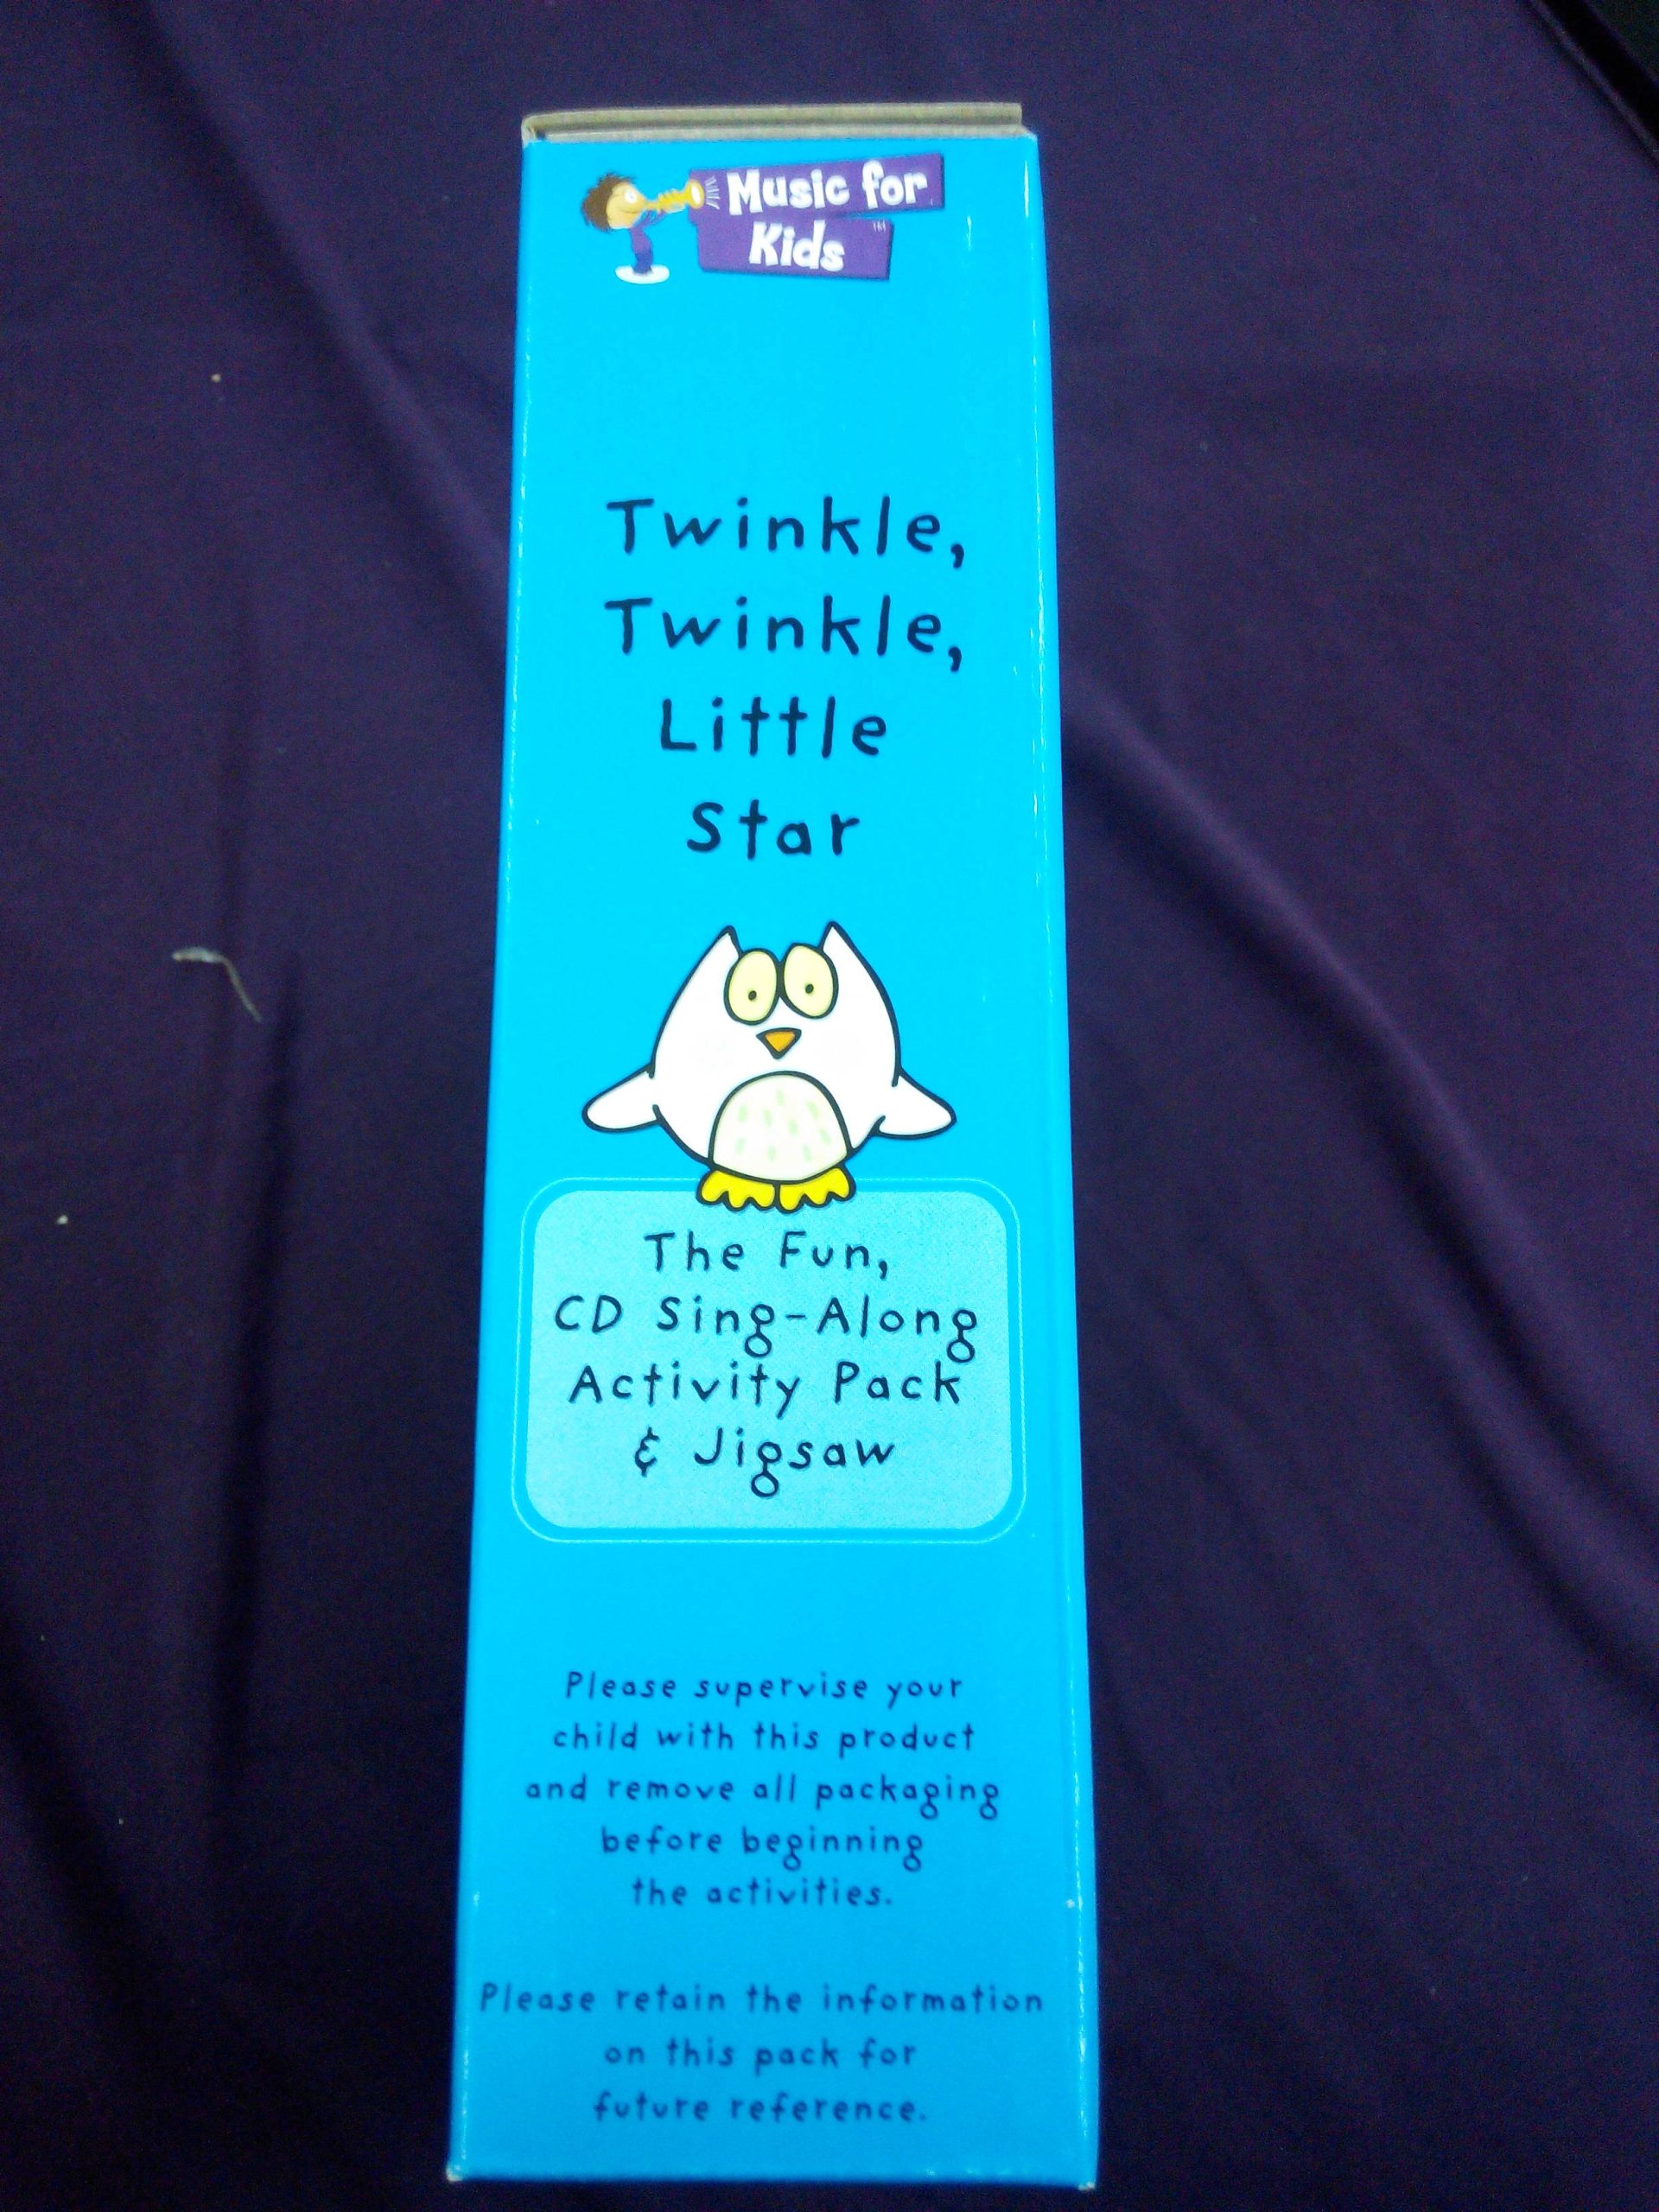 Music for
Kids
TM
Twinkle,
Twinkle,
Little
Star
The Fun,
CD Sing-Along
Activity Pack
& Jigsaw
Please supervise your
child with this product
and remove all packaging
before beginning
the activities.
Please retain the information
on this pack for
future reference.